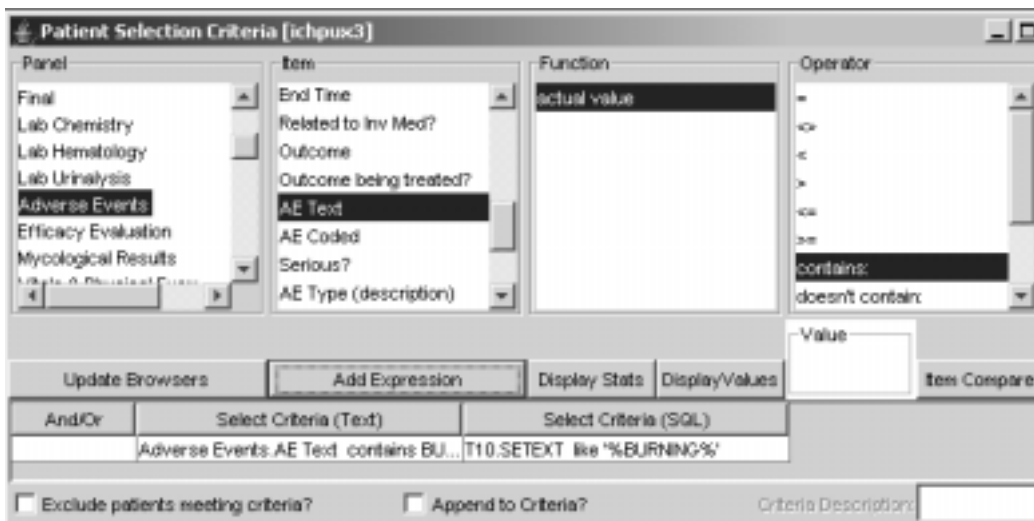 Patient Selection Criteria [ichpux3]
Panel
Final
Lab Chemistry
Lab Hematology
Lab Urinalysis
Adverse Events
Efficacy Evaluation
Mycological Results
Vitals & Physical
Item
End Time
Related to Inv Med?
Outcome
Outcome being treated?
AE Text
AE Coded
Serious?
AE Type (description)
Function
actual value
Operator
=
<>
<
>
<=
>=
contains:
doesn't contain:
Value
Update Browsers
Add Expression
Display Stats
DisplayValues
Item Compare
And/Or
Select Criteria (Text)
Select Criteria (SQL)
Adverse Events.AE Text contains BU...
T10.SETEXT like '%BURNING%'
Exclude patients meeting criteria?
Append to Criteria?
Criteria Description: